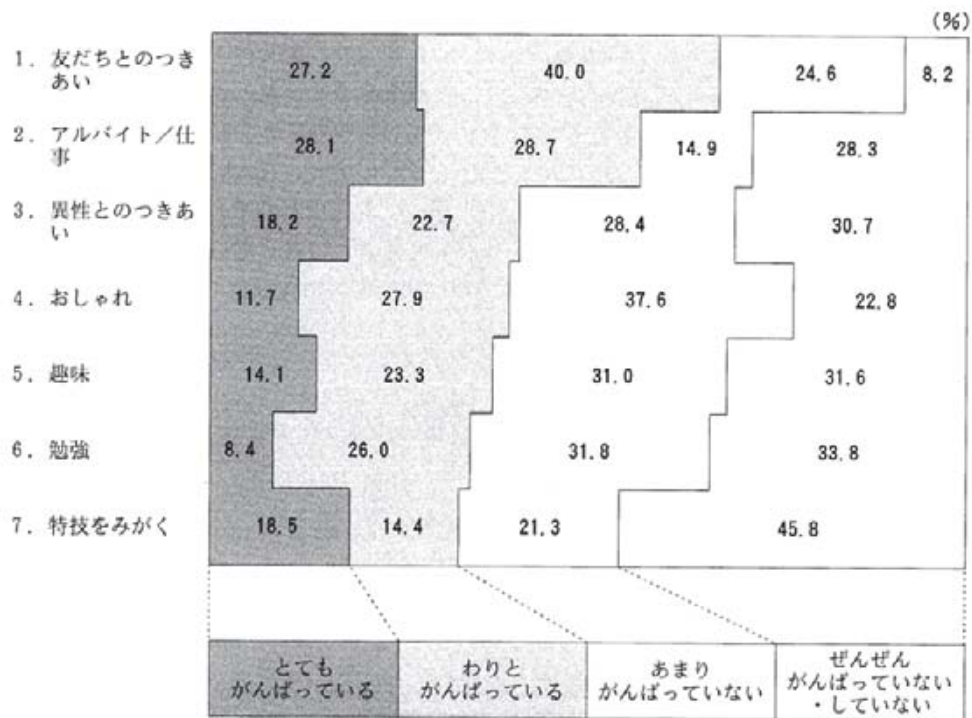 (%)
1. 友だちとのつき
あい
27.2 40.0 24.6 8.2
2. アルバイト／仕
事
28.1 28.7 14.9 28.3
3. 異性とのつきあ
い
18.2 22.7 28.4 30.7
4. おしゃれ
11.7 27.9 37.6 22.8
5. 趣味
14.1 23.3 31.0 31.6
6. 勉強
8.4 26.0 31.8 33.8
7. 特技をみがく
18.5 14.4 21.3 45.8
とても
がんばっている
わりと
がんばっている
あまり
がんばっていない
ぜんぜん
がんばっていない
・していない